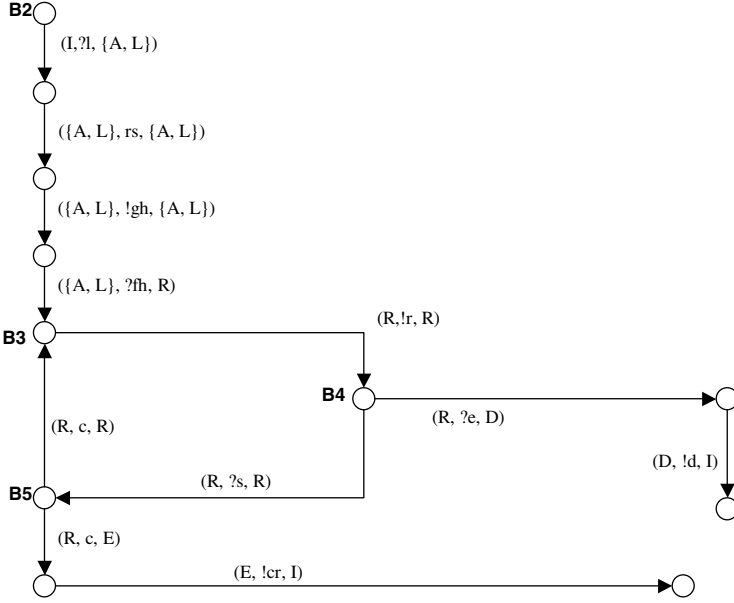 B2
(I,?l, {A, L})
({A, L}, rs, {A, L})
({A, L}, !gh, {A, L})
({A, L}, ?fh, R)
(R,!r, R)
B3
B4
(R, ?e, D)
(R, c, R)
(D, !d, I)
(R, ?s, R)
B5
(R, c, E)
(E, !cr, I)